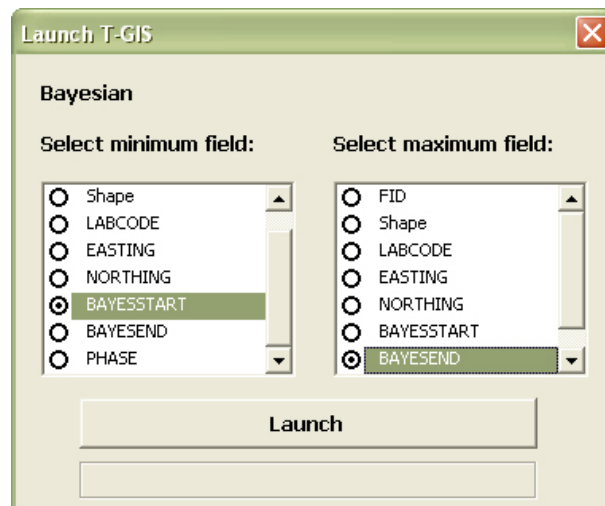 Launch T-GIS
Bayesian
Select minimum field:
Shape
LABCODE
EASTING
NORTHING
BAYESSTART
BAYESEND
PHASE
Select maximum field:
FID
Shape
LABCODE
EASTING
NORTHING
BAYESSTART
BAYESEND
Launch